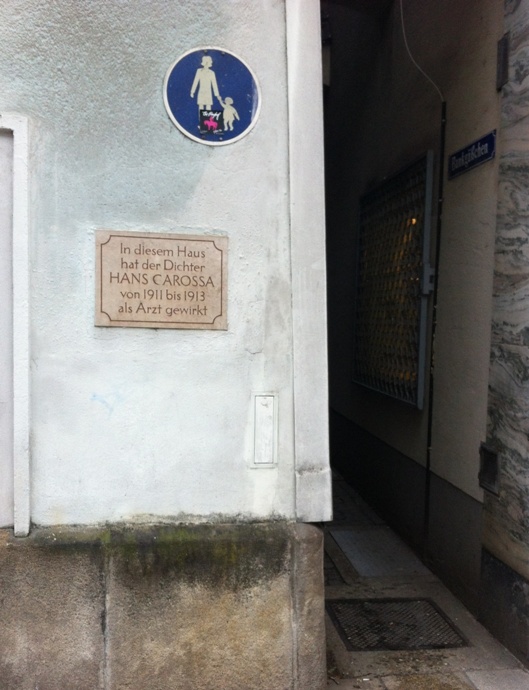 In diesem Haus
hat der Dichter
HANS CAROSSA
von 1911 bis 1913
als Arzt gewirkt